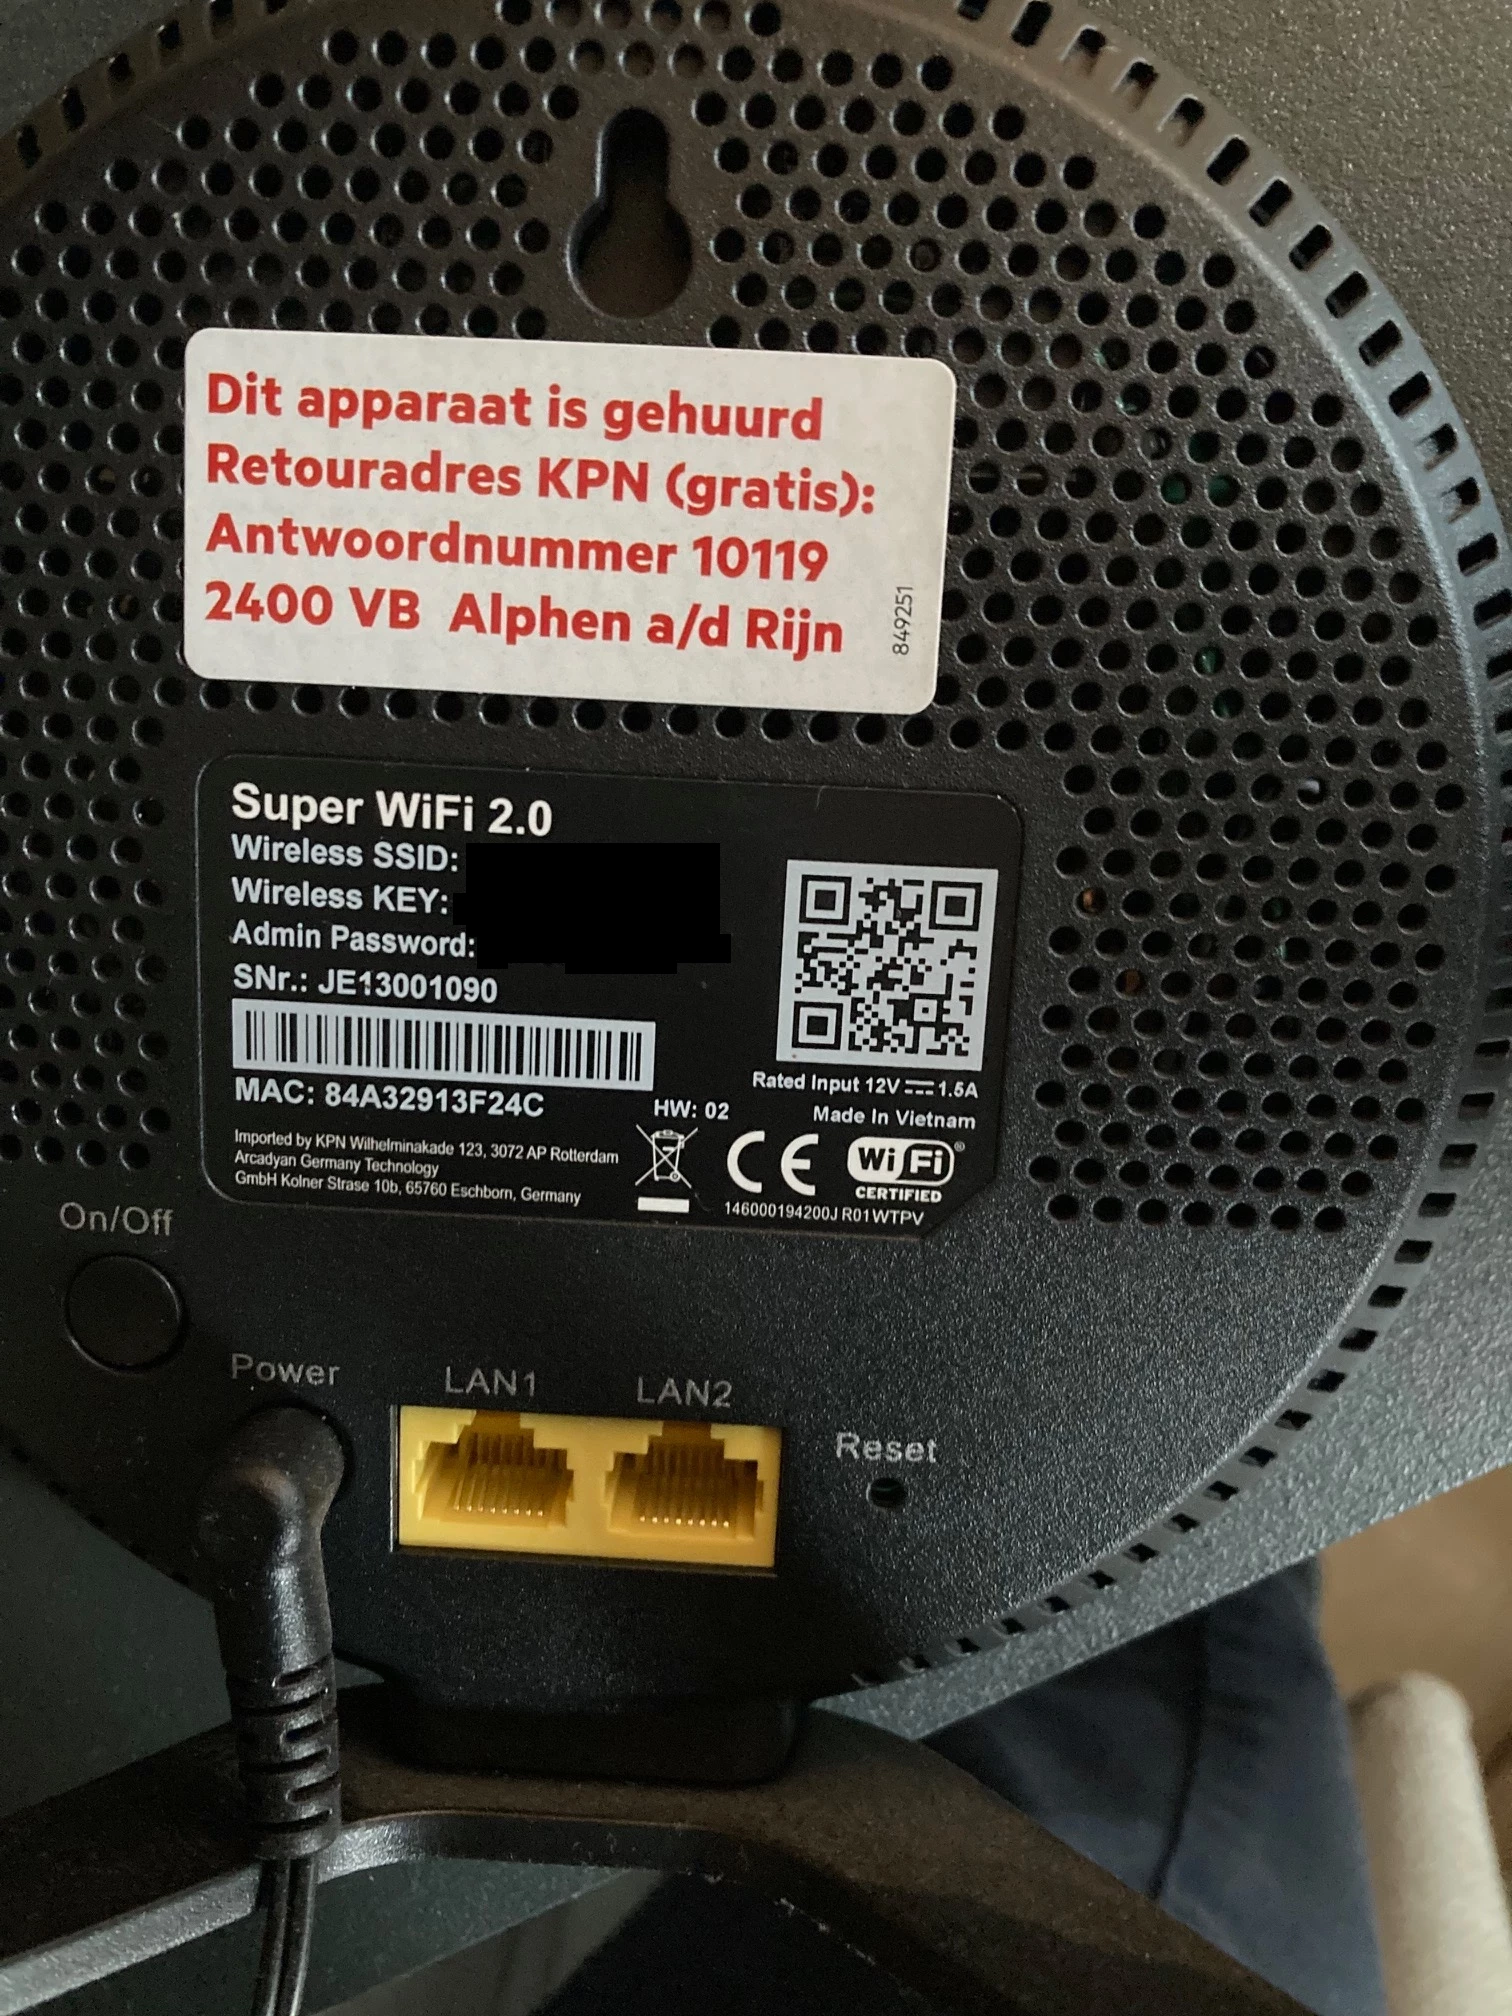 Dit apparaat is gehuurd
Retouradres KPN (gratis):
Antwoordnummer 10119
2400 VB Alphen a/d Rijn
849251
Super WiFi 2.0
Wireless SSID:
Wireless KEY:
Admin Password:
SNr.: JE13001090
MAC: 84A32913F24C
Rated Input 12V ⎓ 1.5A
HW: 02
Made In Vietnam
Imported by KPN Wilhelminakade 123, 3072 AP Rotterdam
Arcadyan Germany Technology
GmbH Kolner Strase 10b, 65760 Eschborn, Germany
CE
Wi Fi®
CERTIFIED
146000194200J R01WTPV
On/Off
Power
LAN1
LAN2
Reset